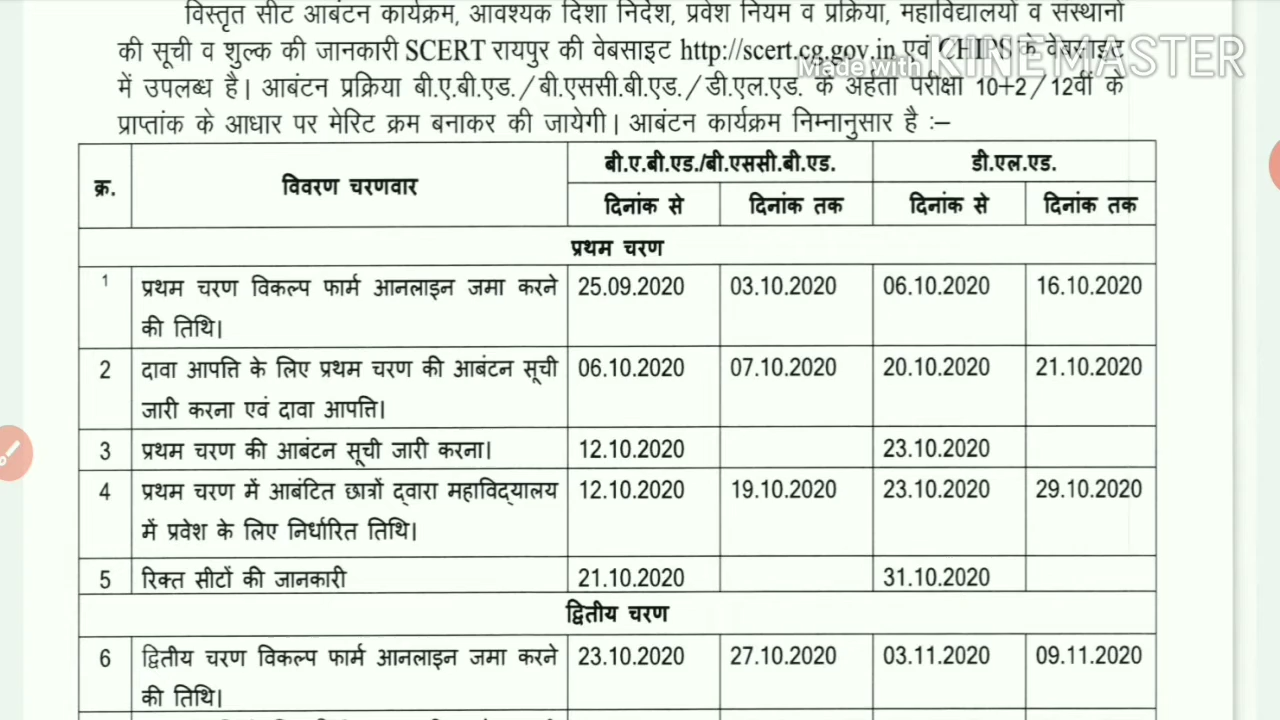 विस्तृत सीट आबंटन कार्यक्रम, आवश्यक दिशा निर्देश, प्रवेश नियम व प्रक्रिया, महाविद्यालयों व संस्थानों
की सूची व शुल्क की जानकारी SCERT रायपुर की वेबसाइट http://scert.cg.gov.in एवं CHIPS के वेबसाइट
Made with KINEMASTER
में उपलब्ध है। आबंटन प्रक्रिया बी.ए.बी.एड./बी.एससी.बी.एड./डी.एल.एड. के अर्हता परीक्षा 10+2/12वीं के
प्राप्तांक के आधार पर मेरिट क्रम बनाकर की जायेगी। आबंटन कार्यक्रम निम्नानुसार है :–
क्र. विवरण चरणवार बी.ए.बी.एड./बी.एससी.बी.एड. डी.एल.एड.
दिनांक से दिनांक तक दिनांक से दिनांक तक
प्रथम चरण
1 प्रथम चरण विकल्प फार्म आनलाइन जमा करने 25.09.2020 03.10.2020 06.10.2020 16.10.2020
की तिथि।
2 दावा आपत्ति के लिए प्रथम चरण की आबंटन सूची 06.10.2020 07.10.2020 20.10.2020 21.10.2020
जारी करना एवं दावा आपत्ति।
3 प्रथम चरण की आबंटन सूची जारी करना। 12.10.2020 23.10.2020
4 प्रथम चरण में आबंटित छात्रों द्वारा महाविद्यालय 12.10.2020 19.10.2020 23.10.2020 29.10.2020
में प्रवेश के लिए निर्धारित तिथि।
5 रिक्त सीटों की जानकारी 21.10.2020 31.10.2020
द्वितीय चरण
6 द्वितीय चरण विकल्प फार्म आनलाइन जमा करने 23.10.2020 27.10.2020 03.11.2020 09.11.2020
की तिथि।